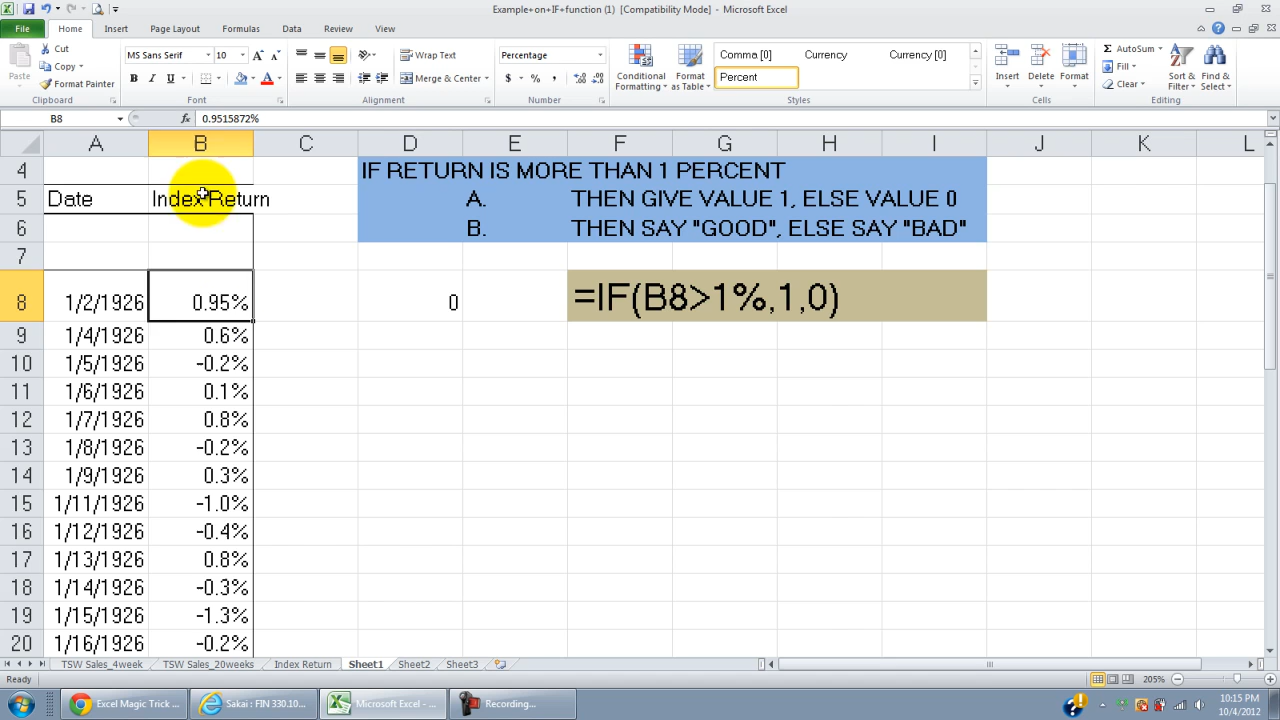 Example+on+IF+function (1) [Compatibility Mode] - Microsoft Excel
File Home Insert Page Layout Formulas Data Review View
Cut
Copy
Format Painter
Paste
Clipboard
MS Sans Serif 10
B I U
Font
Wrap Text
Merge & Center
Alignment
Percentage
$ % ,
Number
Conditional Formatting
Format as Table
Comma [0] Currency Currency [0]
Percent
Styles
Insert Delete Format
Cells
AutoSum
Fill
Clear
Sort & Filter
Find & Select
Editing
B8 fx 0.9515872%
A B C D E F G H I J K L
4 IF RETURN IS MORE THAN 1 PERCENT
5 Date Index Return A. THEN GIVE VALUE 1, ELSE VALUE 0
6 B. THEN SAY "GOOD", ELSE SAY "BAD"
7
8 1/2/1926 0.95% 0 =IF(B8>1%,1,0)
9 1/4/1926 0.6%
10 1/5/1926 -0.2%
11 1/6/1926 0.1%
12 1/7/1926 0.8%
13 1/8/1926 -0.2%
14 1/9/1926 0.3%
15 1/11/1926 -1.0%
16 1/12/1926 -0.4%
17 1/13/1926 0.8%
18 1/14/1926 -0.3%
19 1/15/1926 -1.3%
20 1/16/1926 -0.2%
TSW Sales_4week TSW Sales_20weeks Index Return Sheet1 Sheet2 Sheet3
Ready 205%
Excel Magic Trick ... Sakai : FIN 330.10... Microsoft Excel - ... Recording...
10:15 PM
10/4/2012